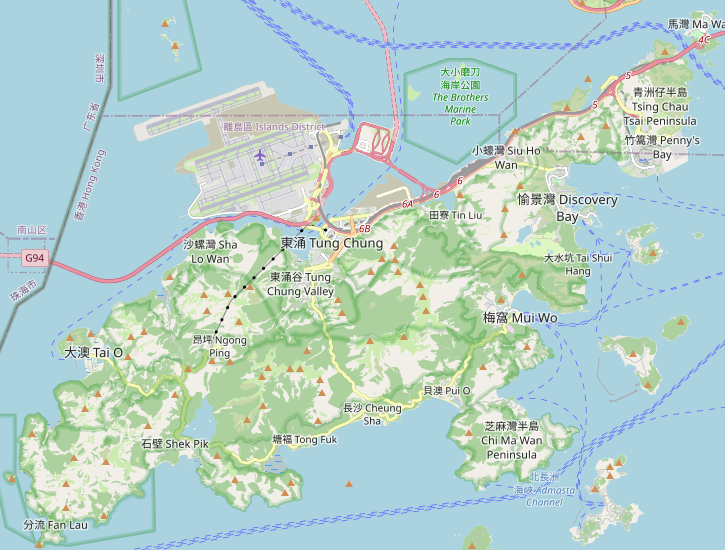 馬灣 Ma Wa
4C
5
5
大小磨刀
海岸公園
The Brothers
Marine
Park
青洲仔半島
Tsing Chau
Tsai Peninsula
深圳市
广东省
香港 Hong Kong
離島區 Islands District
竹篙灣 Penny's
Bay
小蠔灣 Siu Ho
Wan
6
6
6A
愉景灣 Discovery
Bay
田寮 Tin Liu
6B
南山区
G94
珠海市
沙螺灣 Sha
Lo Wan
東涌 Tung Chung
大水坑 Tai Shui
Hang
東涌谷 Tung
Chung Valley
梅窩 Mui Wo
昂坪 Ngong
Ping
大澳 Tai O
貝澳 Pui O
長沙 Cheung
Sha
石壁 Shek Pik
塘福 Tong Fuk
芝麻灣半島
Chi Ma Wan
Peninsula
北長洲
海峽 Adamasta
Channel
分流 Fan Lau